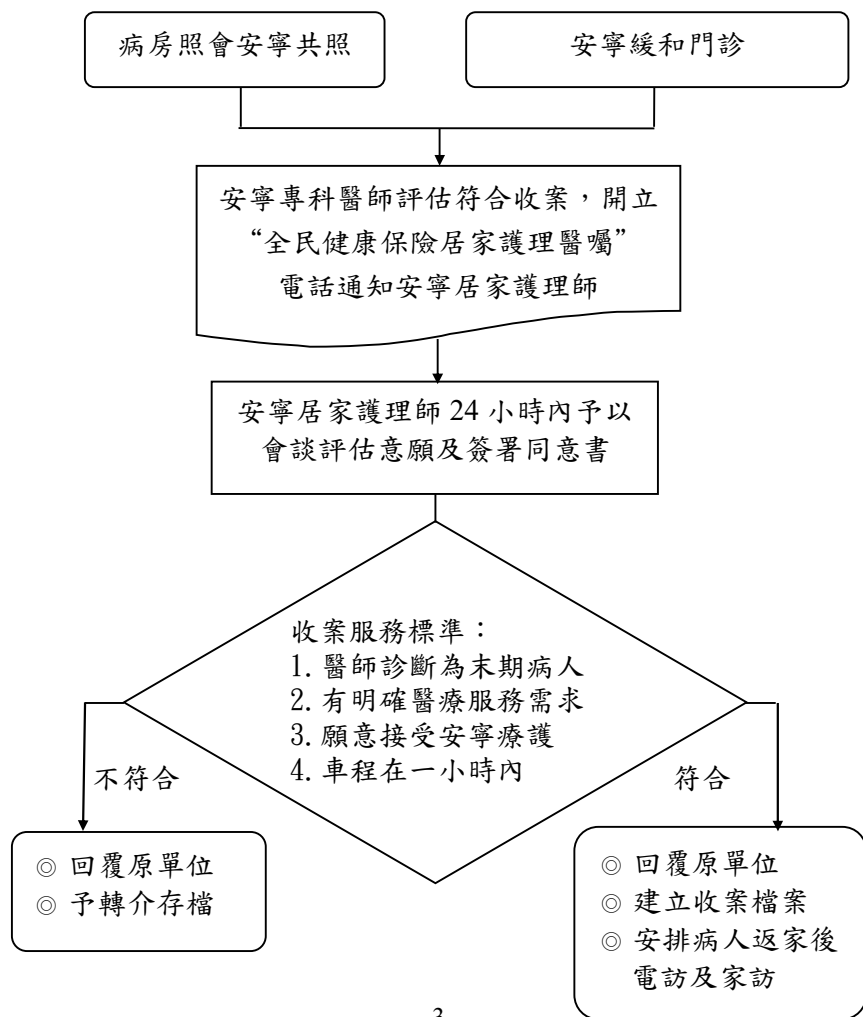 病房照會安寧共照
安寧緩和門診
安寧專科醫師評估符合收案，開立
“全民健康保險居家護理醫囑”
電話通知安寧居家護理師
安寧居家護理師 24 小時內予以
會談評估意願及簽署同意書
收案服務標準：
1. 醫師診斷為末期病人
2. 有明確醫療服務需求
3. 願意接受安寧療護
4. 車程在一小時內
不符合
符合
◎ 回覆原單位
◎ 予轉介存檔
◎ 回覆原單位
◎ 建立收案檔案
◎ 安排病人返家後
電訪及家訪
3